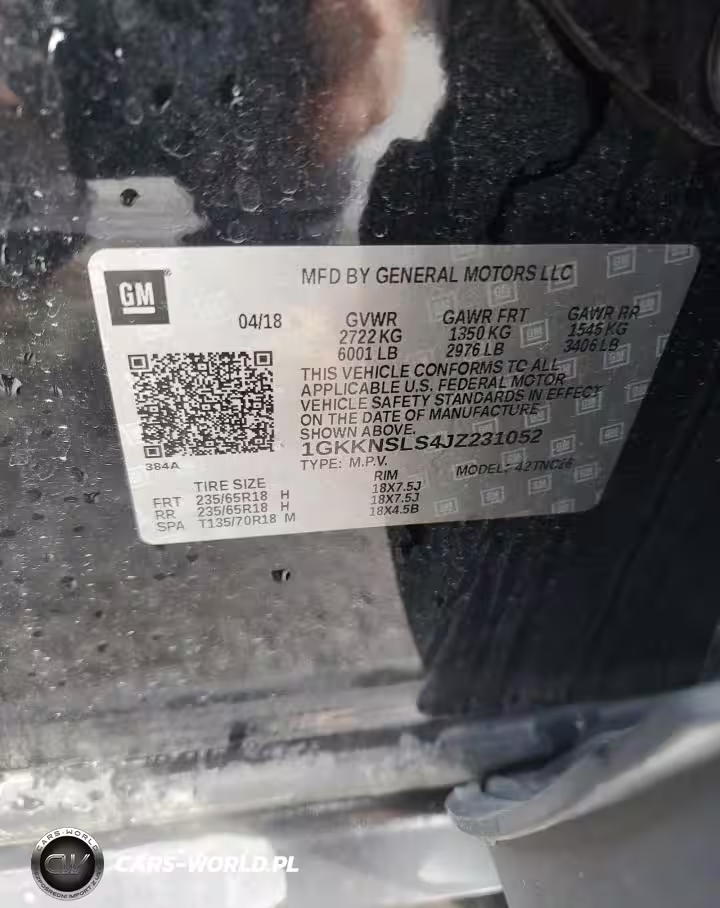 GM
MFD BY GENERAL MOTORS LLC
04/18 GVWR GAWR FRT GAWR RR
2722 KG 1350 KG 1545 KG
6001 LB 2976 LB 3406 LB
THIS VEHICLE CONFORMS TO ALL
APPLICABLE U.S. FEDERAL MOTOR
VEHICLE SAFETY STANDARDS IN EFFECT
ON THE DATE OF MANUFACTURE
SHOWN ABOVE.
1GKKNSLS4JZ231052
384A TYPE: M.P.V. MODEL: 42TNC26
TIRE SIZE RIM
FRT 235/65R18 H 18X7.5J
RR 235/65R18 H 18X7.5J
SPA T135/70R18 M 18X4.5B
CARS-WORLD
CW
CARS-WORLD.PL